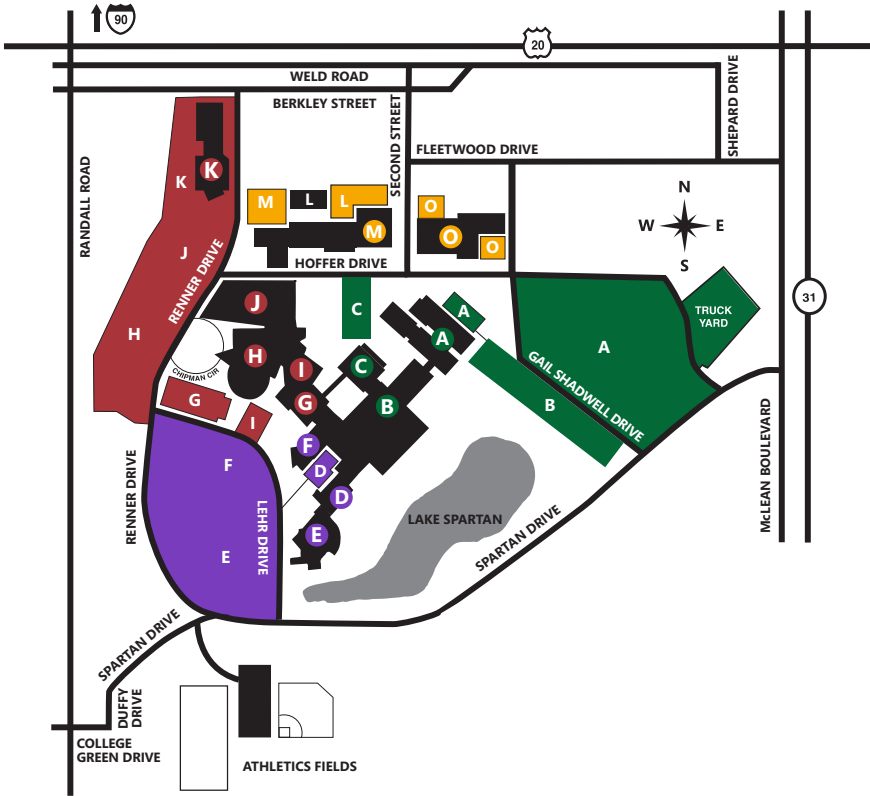 90
20
WELD ROAD
BERKLEY STREET
SECOND STREET
SHEPARD DRIVE
FLEETWOOD DRIVE
RANDALL ROAD
K
K
M
L
L
O
M
O
O
N
W
E
S
J
RENNER DRIVE
HOFFER DRIVE
J
C
A
A
TRUCK
YARD
31
H
H
CHIPMAN CIR
I
C
A
GAIL SHADWELL DRIVE
G
G
B
B
I
F
F
D
D
E
E
LEHR DRIVE
RENNER DRIVE
LAKE SPARTAN
SPARTAN DRIVE
McLEAN BOULEVARD
SPARTAN DRIVE
DUFFY
DRIVE
COLLEGE
GREEN DRIVE
ATHLETICS FIELDS